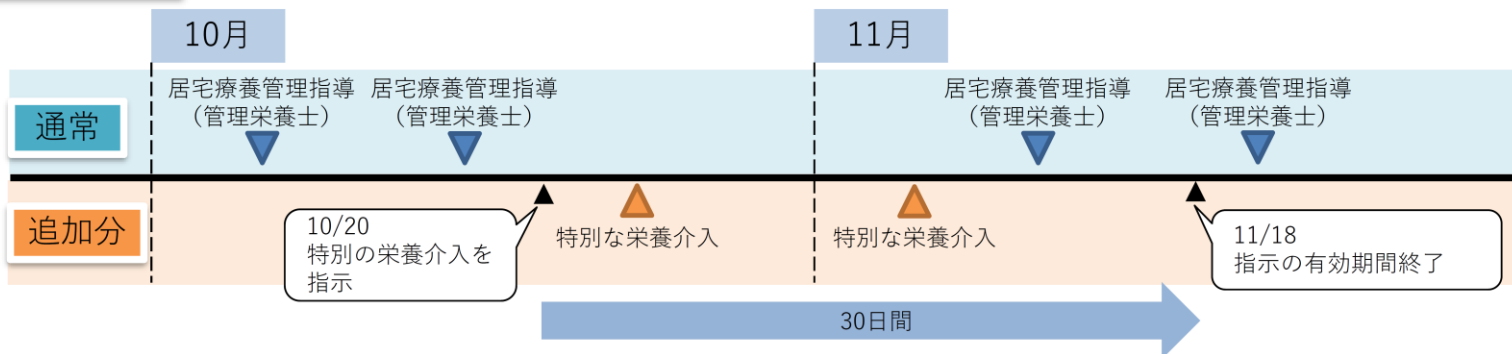 10月
11月
通常
居宅療養管理指導
（管理栄養士）
居宅療養管理指導
（管理栄養士）
居宅療養管理指導
（管理栄養士）
居宅療養管理指導
（管理栄養士）
追加分
10/20
特別の栄養介入を
指示
特別な栄養介入
特別な栄養介入
11/18
指示の有効期間終了
30日間